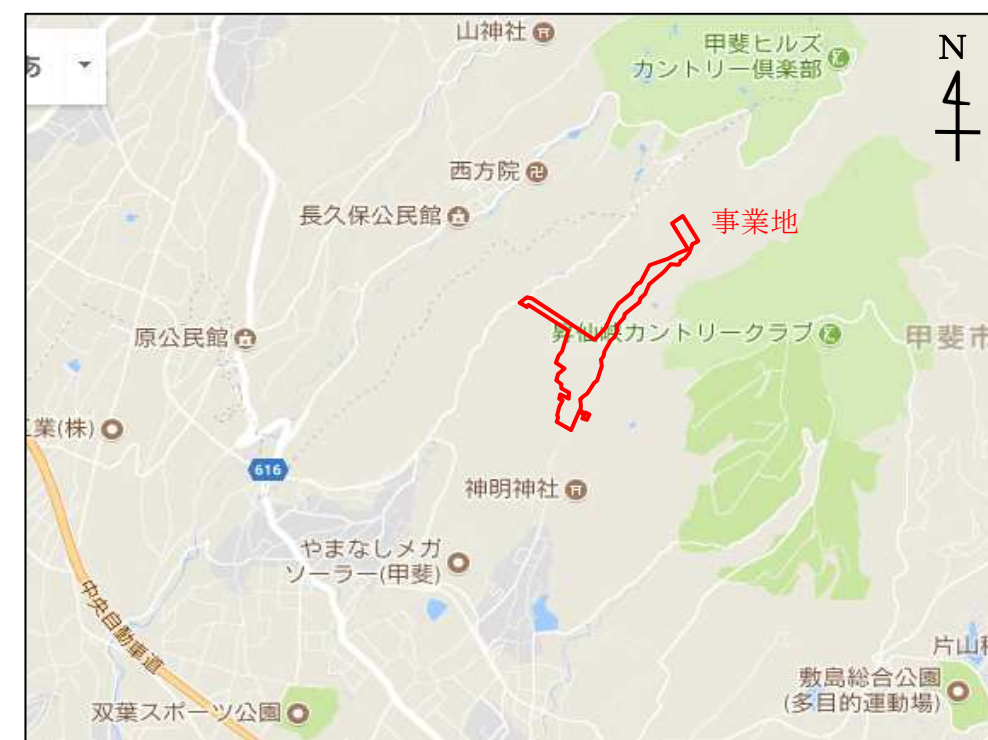 山神社
甲斐ヒルズ
カントリー倶楽部
N
あ
西方院
長久保公民館
事業地
原公民館
昇仙峡カントリークラブ
甲斐市
工業(株)
616
神明神社
やまなしメガ
ソーラー(甲斐)
中央自動車道
片山
敷島総合公園
(多目的運動場)
双葉スポーツ公園